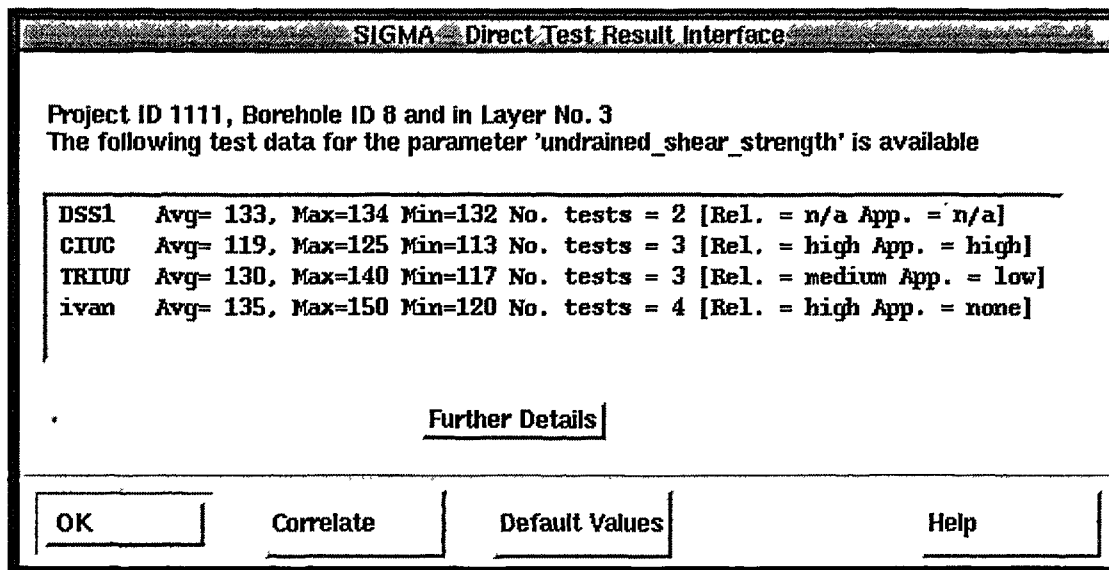 SIGMA - Direct Test Result Interface
Project ID 1111, Borehole ID 8 and in Layer No. 3
The following test data for the parameter 'undrained_shear_strength' is available
DSS1 Avg= 133, Max=134 Min=132 No. tests = 2 [Rel. = n/a App. = n/a]
CIUC Avg= 119, Max=125 Min=113 No. tests = 3 [Rel. = high App. = high]
TRIUU Avg= 130, Max=140 Min=117 No. tests = 3 [Rel. = medium App. = low]
ivan Avg= 135, Max=150 Min=120 No. tests = 4 [Rel. = high App. = none]
Further Details
OK Correlate Default Values Help